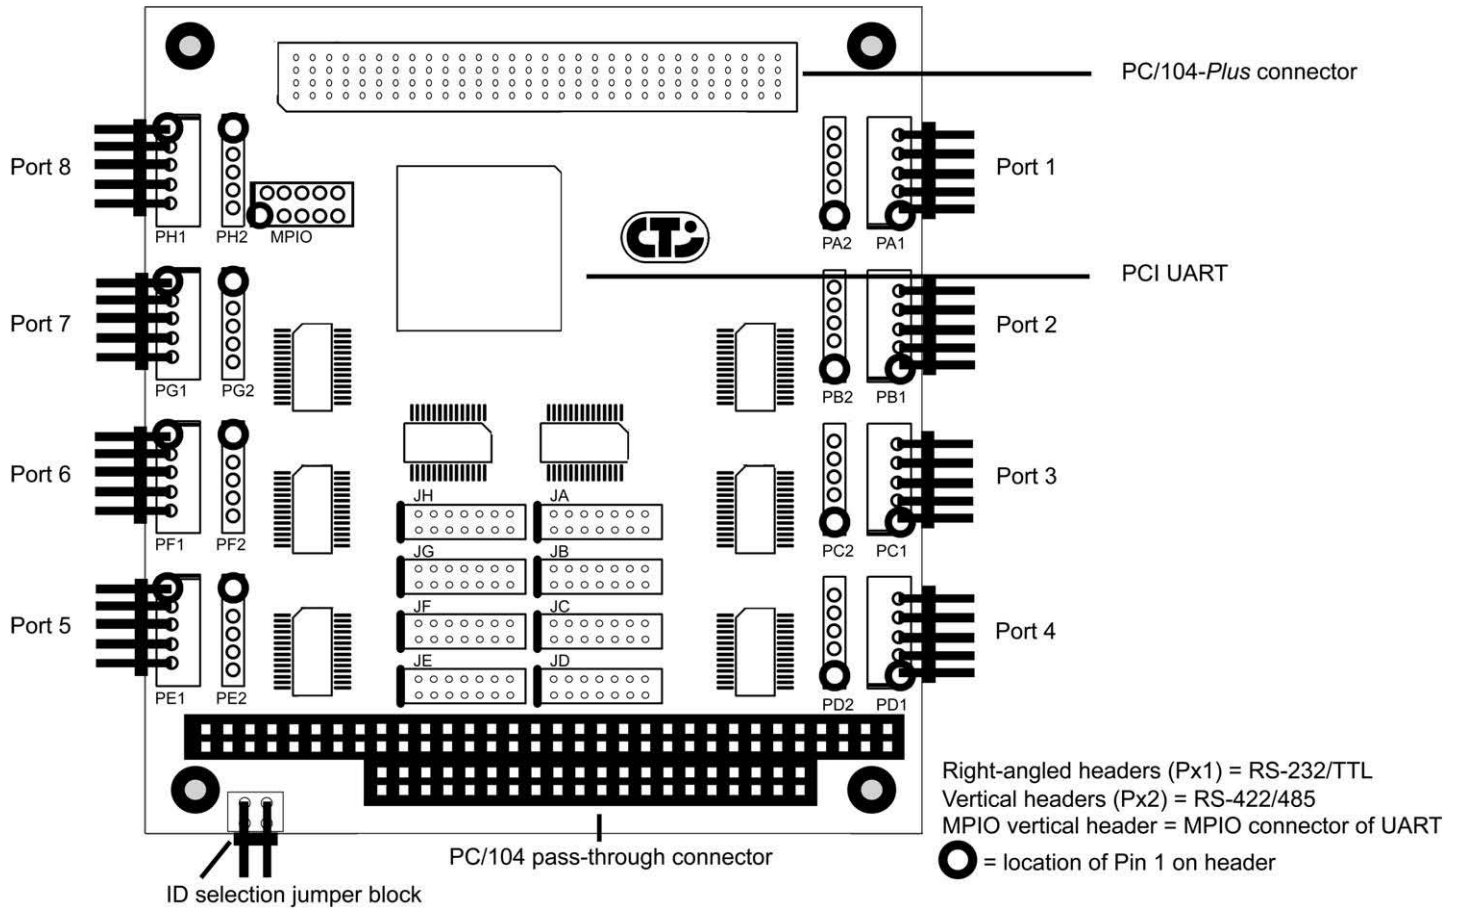 PC/104-Plus connector
Port 8
Port 1
PH1 PH2 MPIO
PA2 PA1
CTi
PCI UART
Port 7
Port 2
PG1 PG2
PB2 PB1
Port 6
Port 3
JH JA
PF1 PF2
PC2 PC1
JG JB
Port 5
JF JC
Port 4
JE JD
PE1 PE2
PD2 PD1
Right-angled headers (Px1) = RS-232/TTL
Vertical headers (Px2) = RS-422/485
MPIO vertical header = MPIO connector of UART
= location of Pin 1 on header
PC/104 pass-through connector
ID selection jumper block